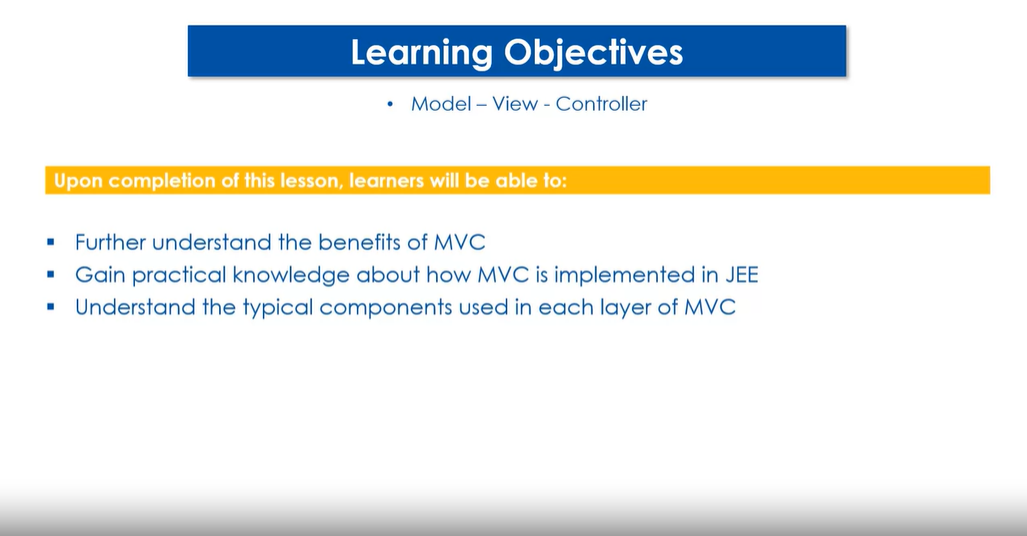 Learning Objectives
• Model – View - Controller
Upon completion of this lesson, learners will be able to:
▪ Further understand the benefits of MVC
▪ Gain practical knowledge about how MVC is implemented in JEE
▪ Understand the typical components used in each layer of MVC